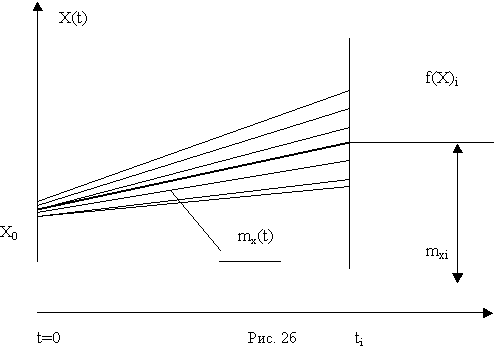 X(t)
f(X)i
X0
mx(t)
mxi
t=0
Рис. 26
ti